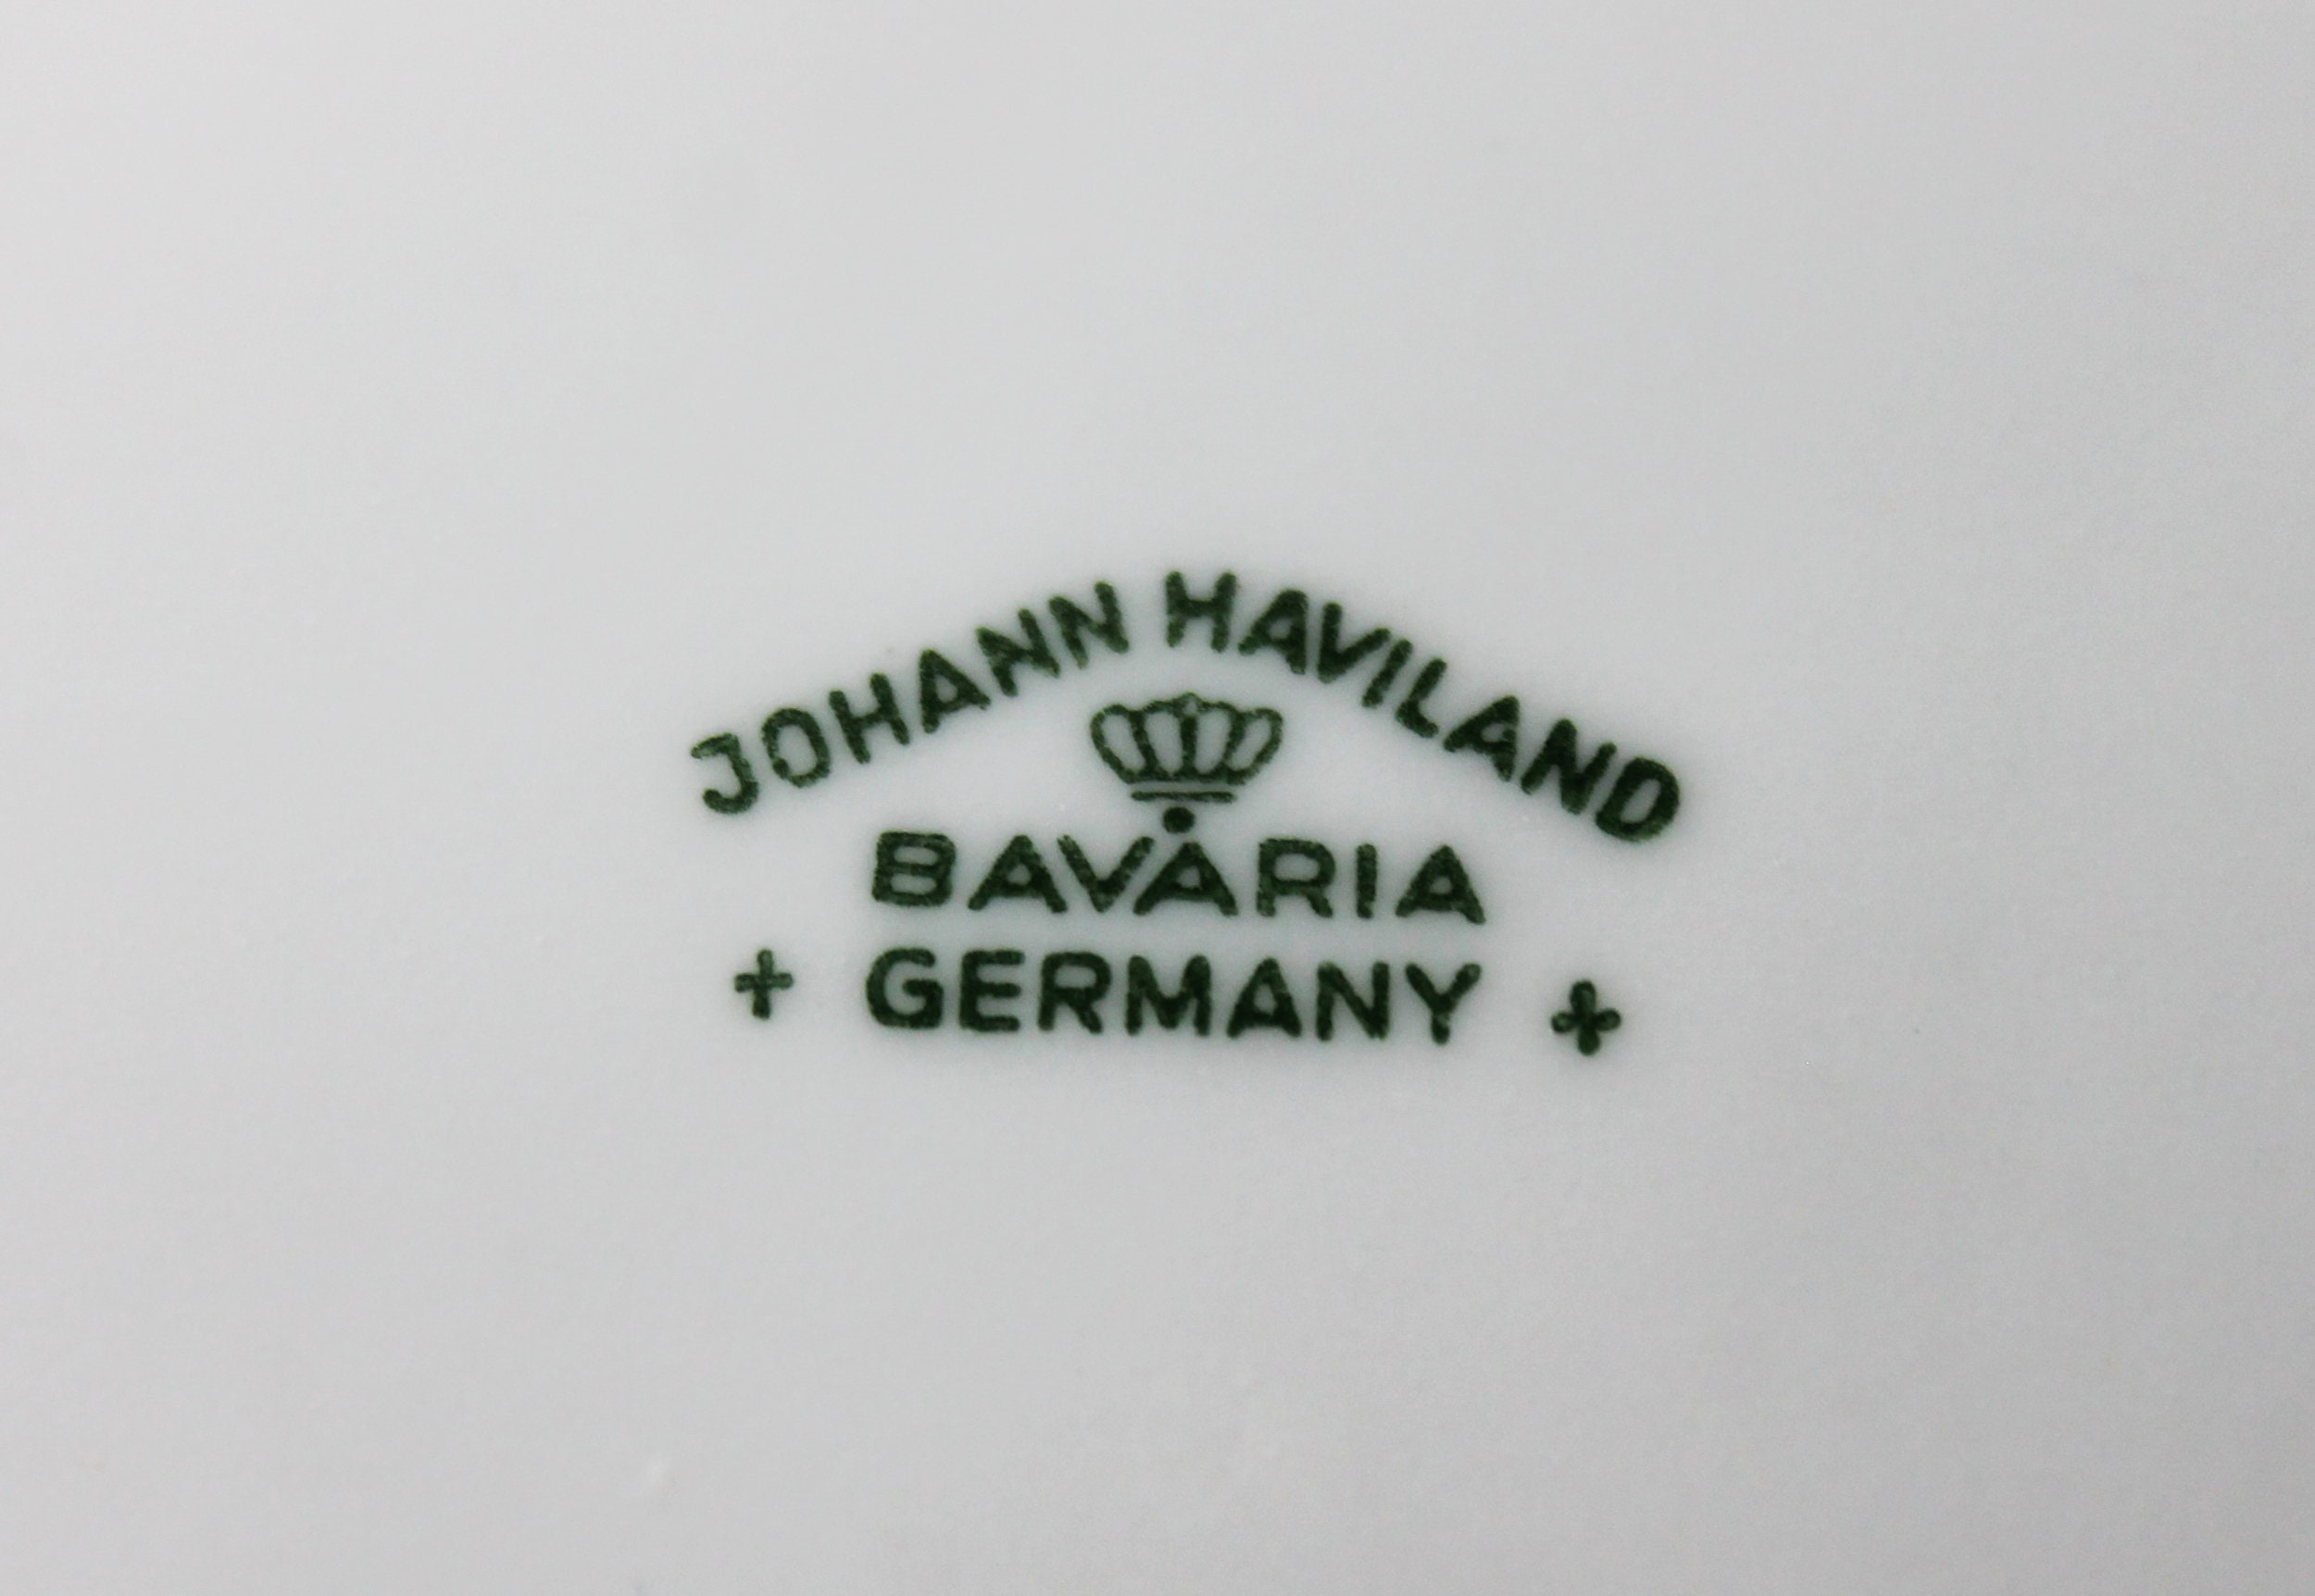 JOHANN HAVILAND
BAVARIA
+ GERMANY +